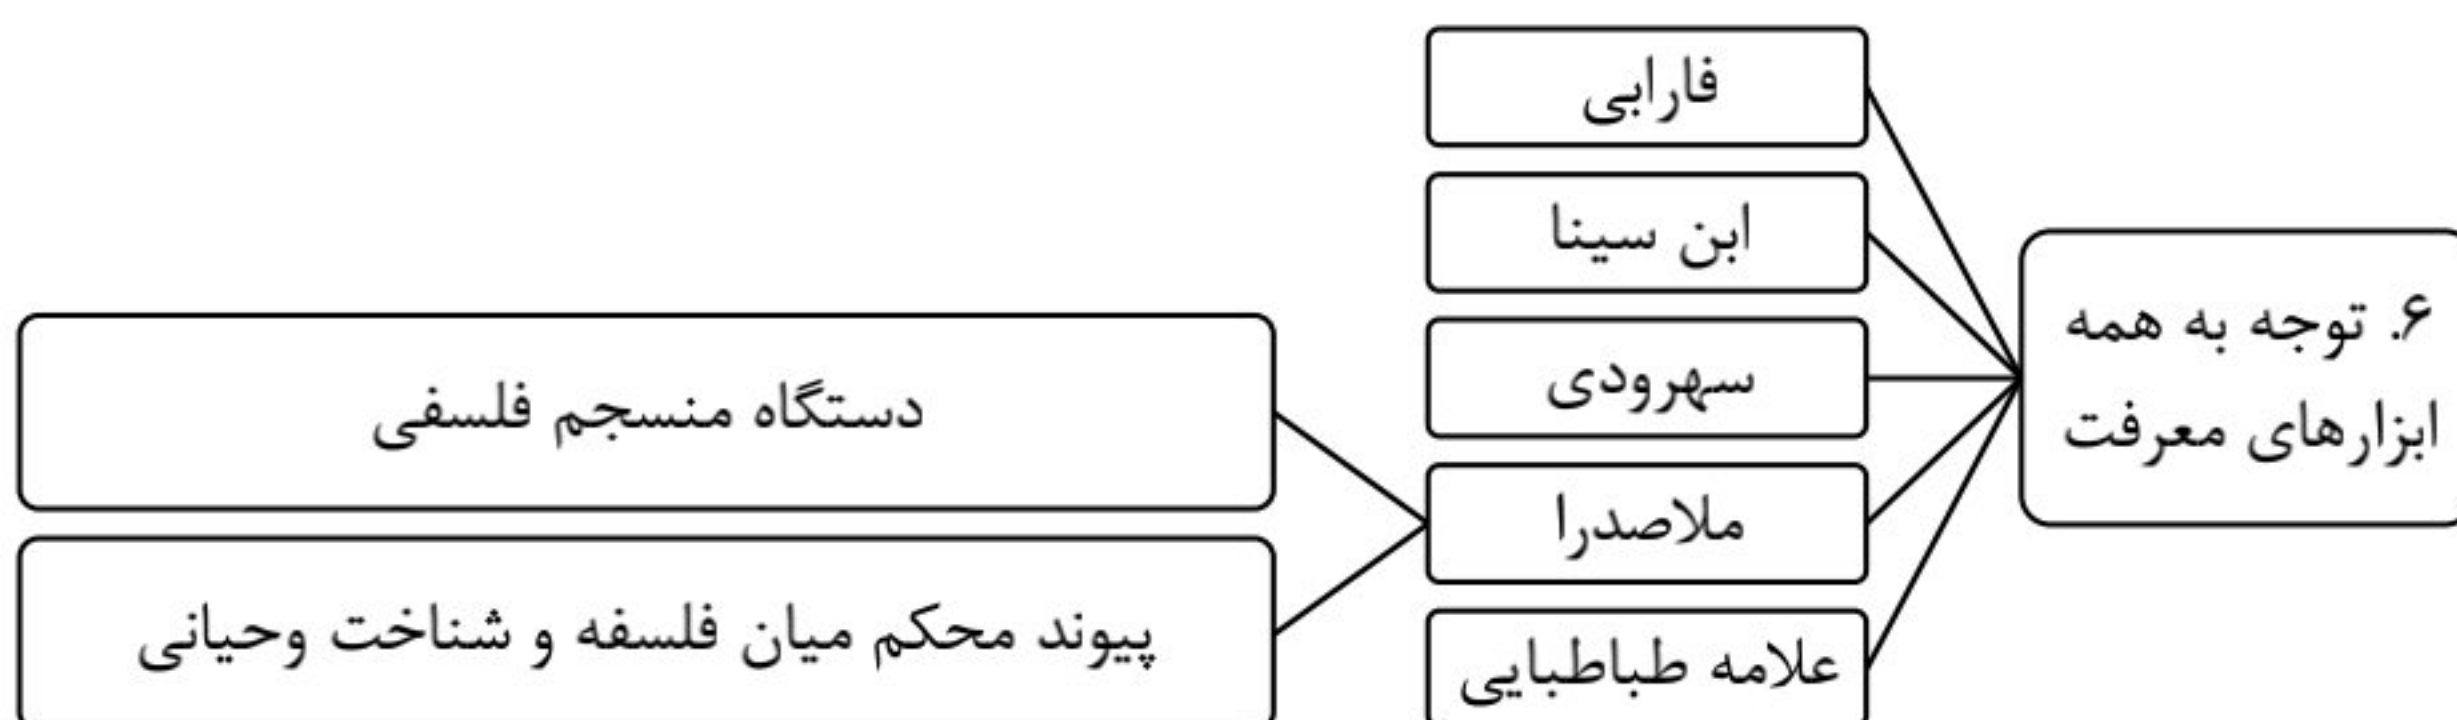 ۶. توجه به همه
ابزارهای معرفت
فارابی
ابن سینا
سهرودی
ملاصدرا
علامه طباطبایی
دستگاه منسجم فلسفی
پیوند محکم میان فلسفه و شناخت وحیانی